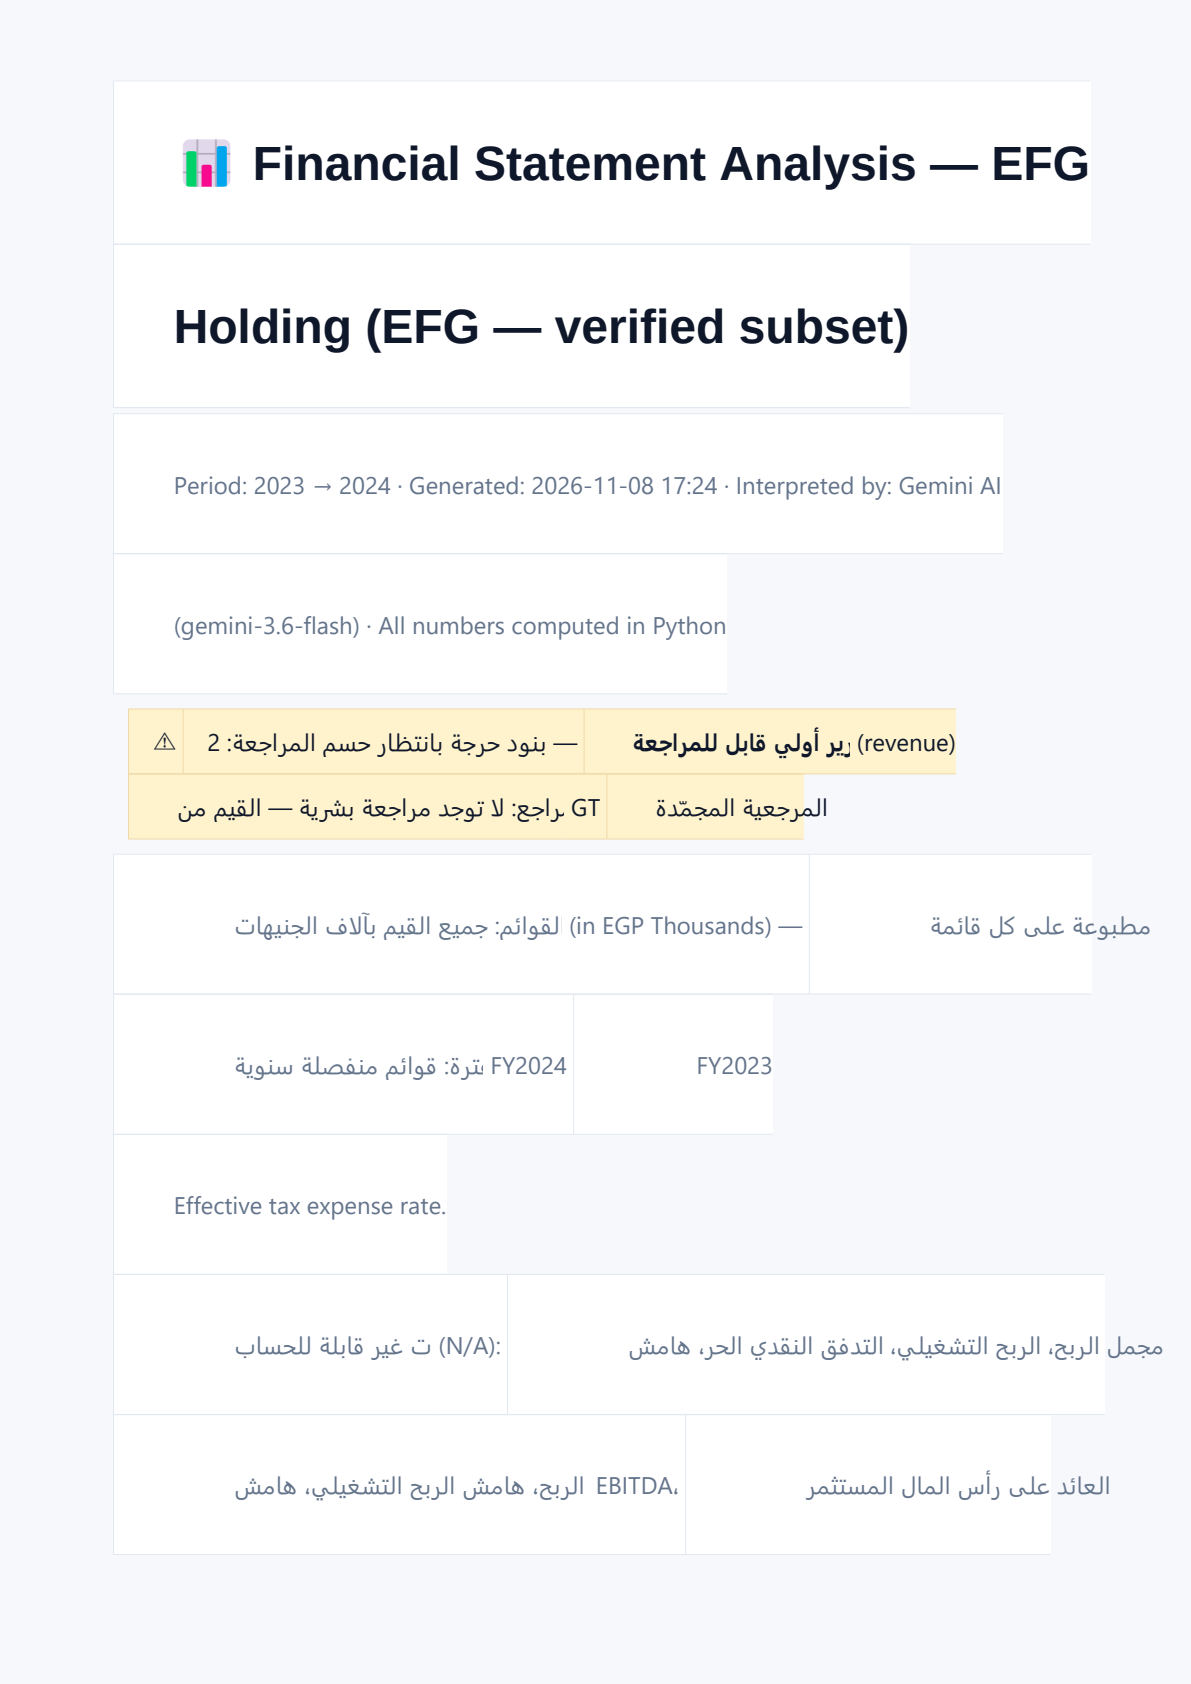 📊 Financial Statement Analysis — EFG
Holding (EFG — verified subset)
Period: 2023 → 2024 · Generated: 2026-11-08 17:24 · Interpreted by: Gemini AI
(gemini-3.6-flash) · All numbers computed in Python
⚠ أولي قابل للمراجعة — بنود حرجة بانتظار حسم المراجعة: 2 (revenue)
لا توجد مراجعة بشرية — القيم من GT المرجعية المجمّدة
جميع القيم بآلاف الجنيهات (in EGP Thousands) — مطبوعة على كل قائمة
قوائم منفصلة سنوية FY2024 FY2023
Effective tax expense rate.
غير قابلة للحساب (N/A): مجمل الربح، الربح التشغيلي، التدفق النقدي الحر، هامش
الربح، هامش الربح التشغيلي، هامش EBITDA، العائد على رأس المال المستثمر